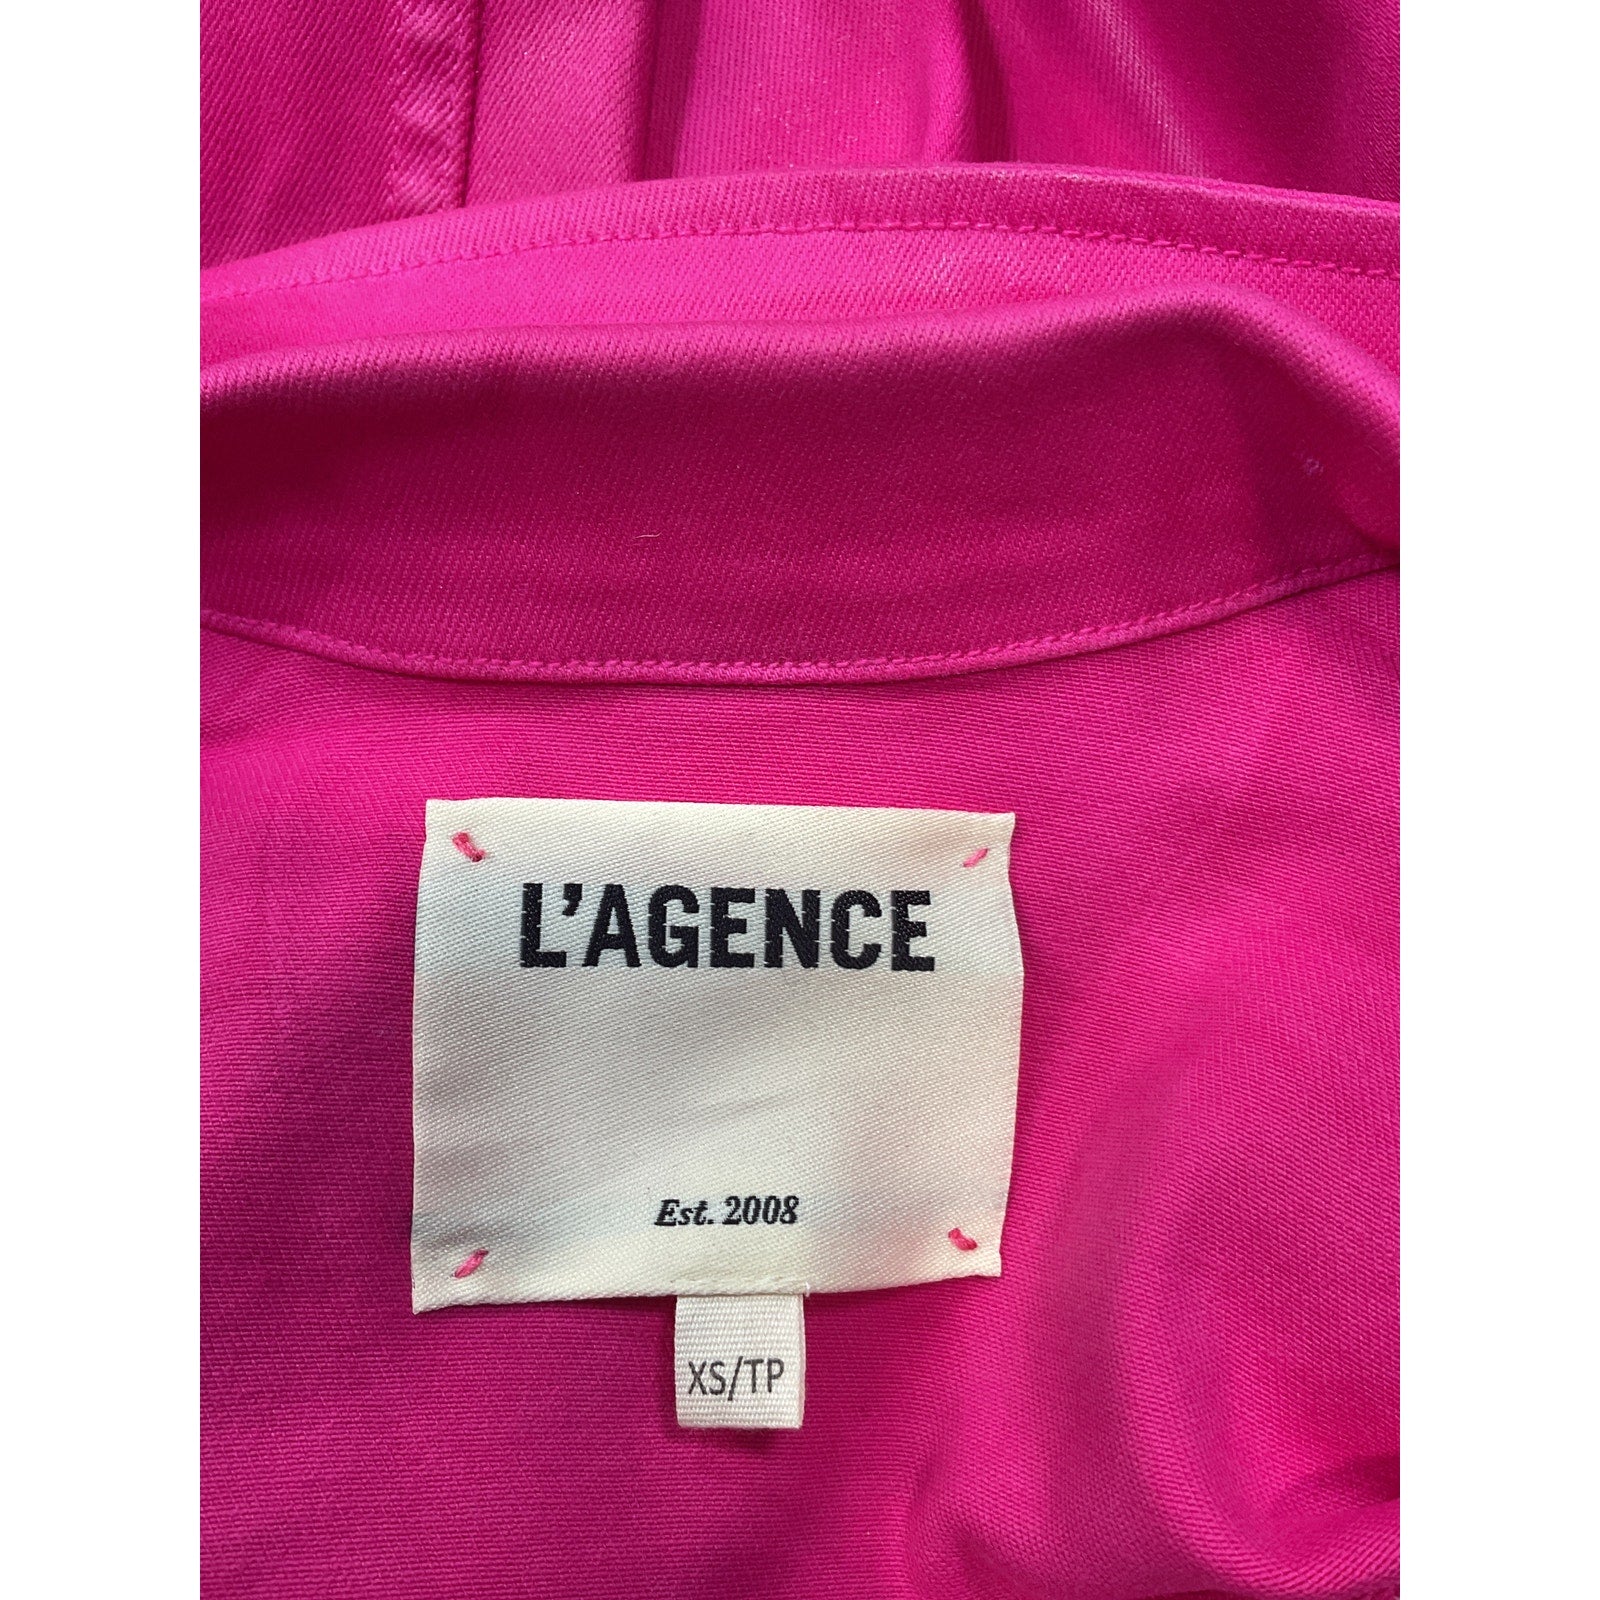 L'AGENCE
Est. 2008
XS/TP